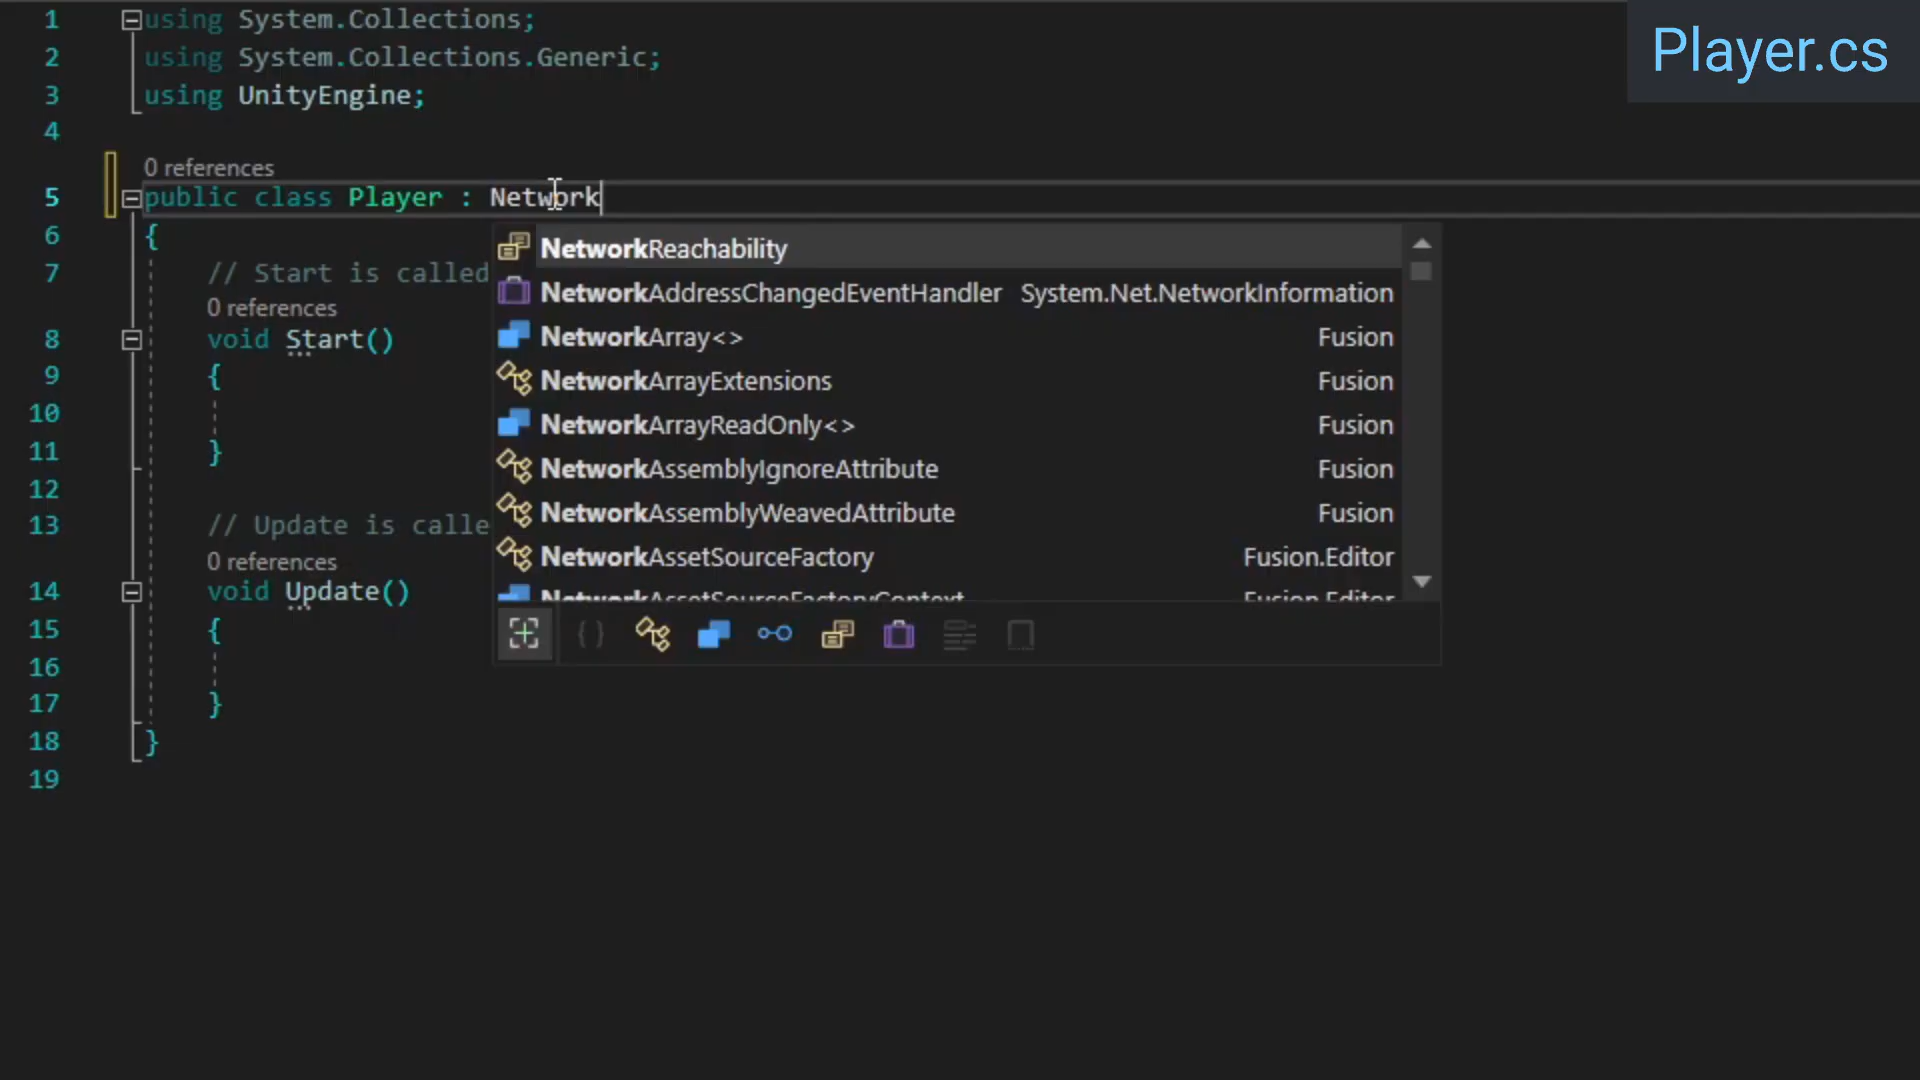 Player.cs
1 using System.Collections;
2 using System.Collections.Generic;
3 using UnityEngine;
4
0 references
5 public class Player : Network
6 {
7 // Start is called
0 references
8 void Start()
9 {
10
11 }
12
13 // Update is calle
0 references
14 void Update()
15 {
16
17 }
18 }
19
NetworkReachability
NetworkAddressChangedEventHandler System.Net.NetworkInformation
NetworkArray<> Fusion
NetworkArrayExtensions Fusion
NetworkArrayReadOnly<> Fusion
NetworkAssemblyIgnoreAttribute Fusion
NetworkAssemblyWeavedAttribute Fusion
NetworkAssetSourceFactory Fusion.Editor
NetworkAssetSourceFactoryContext Fusion.Editor